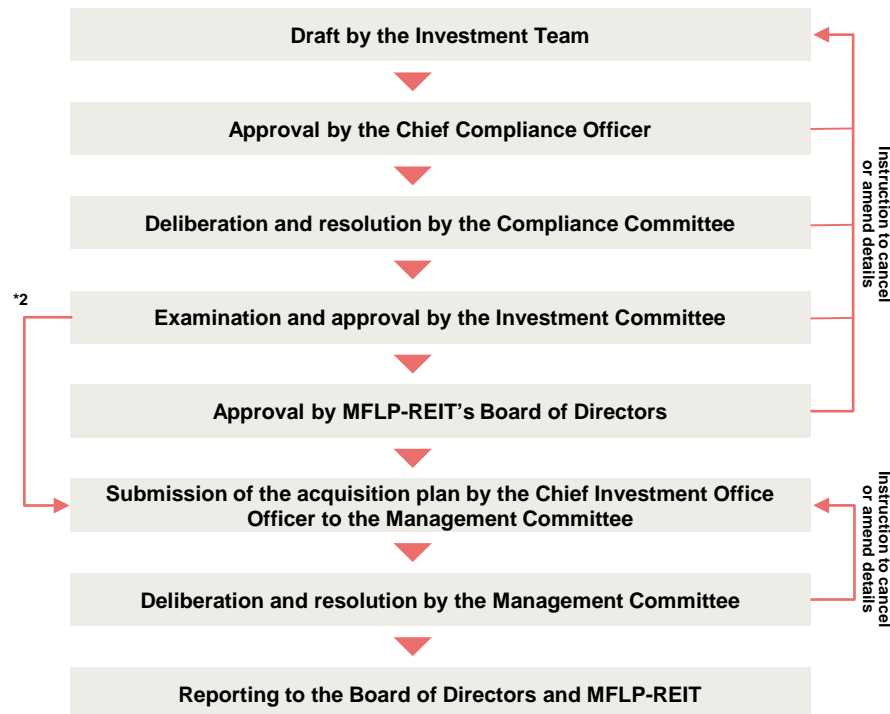 Draft by the Investment Team
Approval by the Chief Compliance Officer
Deliberation and resolution by the Compliance Committee
Instruction to cancel
or amend details
*2
Examination and approval by the Investment Committee
Approval by MFLP-REIT’s Board of Directors
Submission of the acquisition plan by the Chief Investment Office
Officer to the Management Committee
Instruction to cancel
or amend details
Deliberation and resolution by the Management Committee
Reporting to the Board of Directors and MFLP-REIT